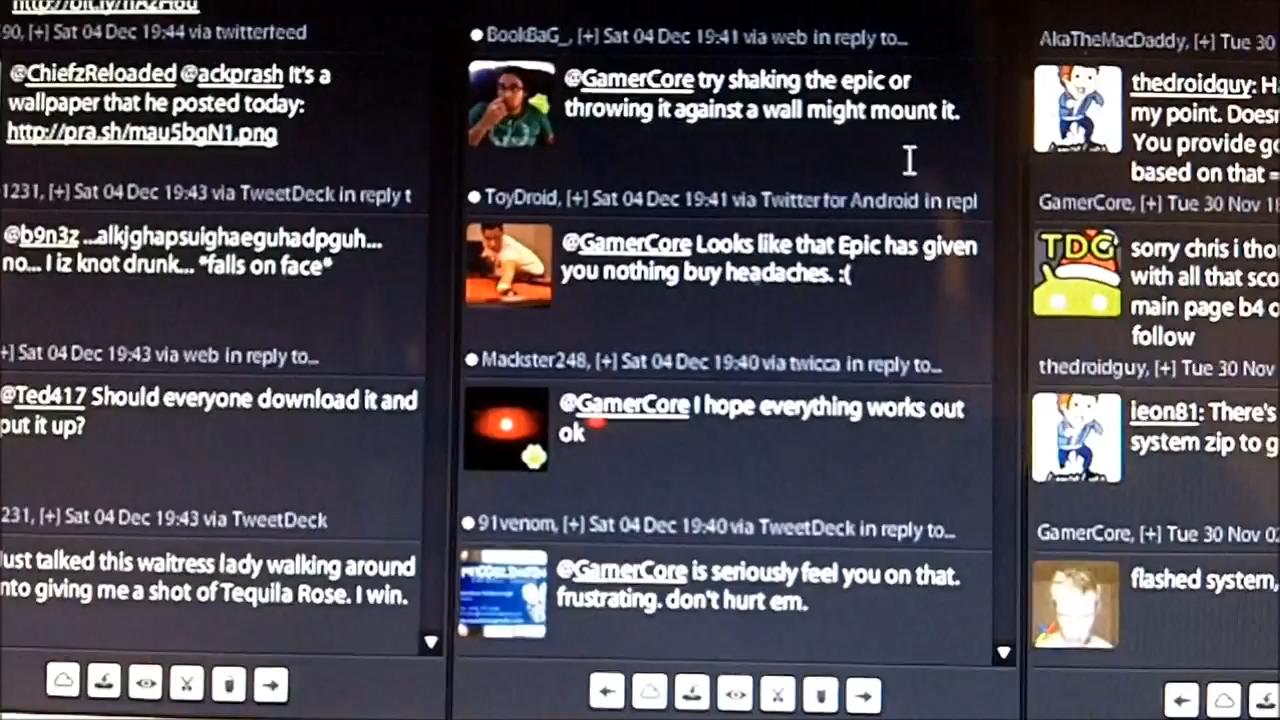 http://bit.ly/hAzH6u
90, [+] Sat 04 Dec 19:44 via twitterfeed
@ChiefzReloaded @ackprash It's a
wallpaper that he posted today:
http://pra.sh/mau5bgN1.png
1231, [+] Sat 04 Dec 19:43 via TweetDeck in reply t
@b9n3z ...alkjghapsuighaeguhadpguh...
no... I iz knot drunk... *falls on face*
+] Sat 04 Dec 19:43 via web in reply to...
@Ted417 Should everyone download it and
put it up?
231, [+] Sat 04 Dec 19:43 via TweetDeck
Just talked this waitress lady walking around
nto giving me a shot of Tequila Rose. I win.
BookBaG_, [+] Sat 04 Dec 19:41 via web in reply to...
@GamerCore try shaking the epic or
throwing it against a wall might mount it.
ToyDroid, [+] Sat 04 Dec 19:41 via Twitter for Android in repl
@GamerCore Looks like that Epic has given
you nothing buy headaches. :(
Mackster248, [+] Sat 04 Dec 19:40 via twicca in reply to...
@GamerCore I hope everything works out
ok
91venom, [+] Sat 04 Dec 19:40 via TweetDeck in reply to...
@GamerCore is seriously feel you on that.
frustrating. don't hurt em.
AkaTheMacDaddy, [+] Tue 30
thedroidguy: H
my point. Doesn
You provide go
based on that =
GamerCore, [+] Tue 30 Nov 1
TDG
sorry chris i tho
with all that sco
main page b4 o
follow
thedroidguy, [+] Tue 30 Nov
leon81: There's
system zip to g
GamerCore, [+] Tue 30 Nov 0
flashed system,